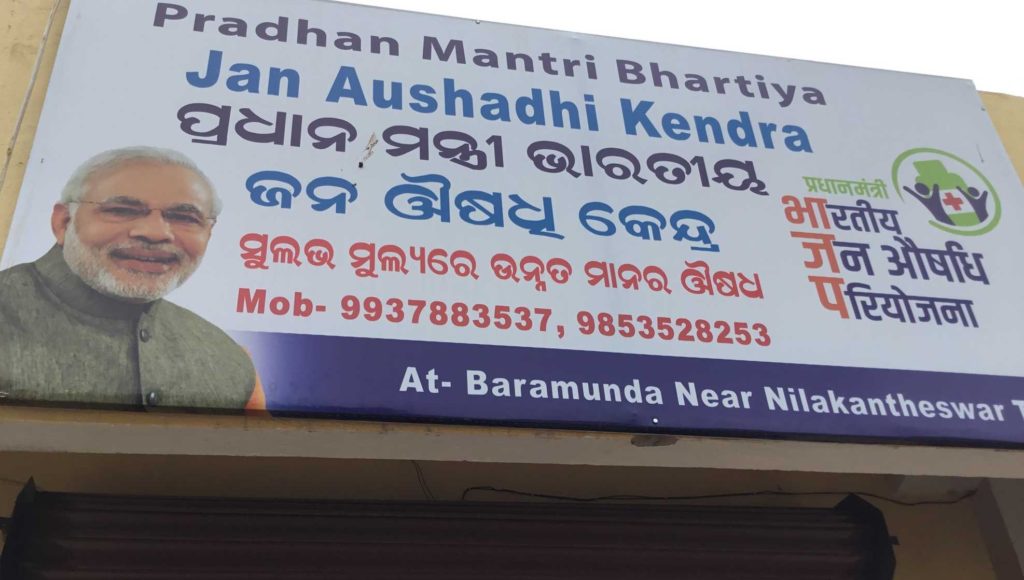 Pradhan Mantri Bhartiya
Jan Aushadhi Kendra
ପ୍ରଧାନ ମନ୍ତ୍ରୀ ଭାରତୀୟ
ଜନ ଔଷଧି କେନ୍ଦ୍ର
ସୁଲଭ ମୁଲ୍ୟରେ ଉନ୍ନତ ମାନର ଔଷଧ
Mob- 9937883537, 9853528253
At- Baramunda Near Nilakantheswar
प्रधानमंत्री
भारतीय
जन औषधि
परियोजना